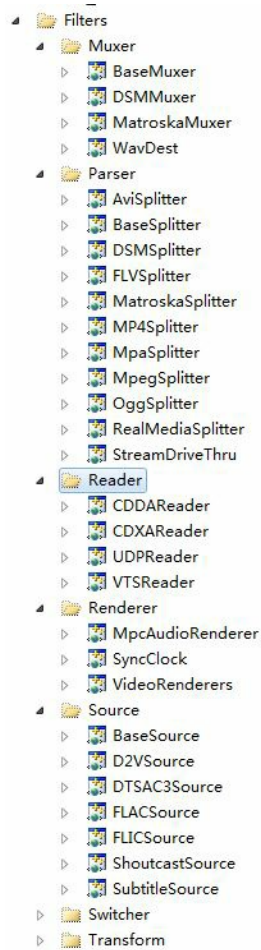 Filters
Muxer
BaseMuxer
DSMMuxer
MatroskaMuxer
WavDest
Parser
AviSplitter
BaseSplitter
DSMSplitter
FLVSplitter
MatroskaSplitter
MP4Splitter
MpaSplitter
MpegSplitter
OggSplitter
RealMediaSplitter
StreamDriveThru
Reader
CDDAReader
CDXAReader
UDPReader
VTSReader
Renderer
MpcAudioRenderer
SyncClock
VideoRenderers
Source
BaseSource
D2VSource
DTSAC3Source
FLACSource
FLICSource
ShoutcastSource
SubtitleSource
Switcher
Transform